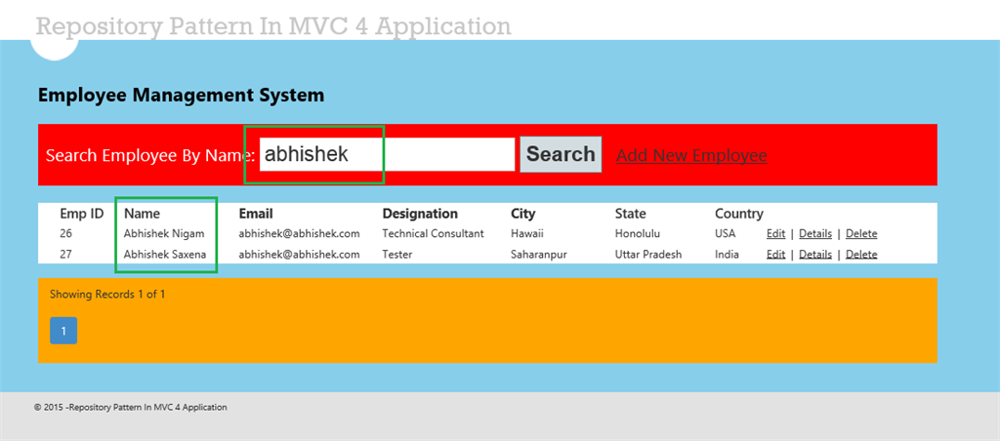 Repository Pattern In MVC 4 Application
Employee Management System
Search Employee By Name: abhishek Search Add New Employee
Emp ID Name Email Designation City State Country
26 Abhishek Nigam abhishek@abhishek.com Technical Consultant Hawaii Honolulu USA Edit | Details | Delete
27 Abhishek Saxena abhishek@abhishek.com Tester Saharanpur Uttar Pradesh India Edit | Details | Delete
Showing Records 1 of 1
1
© 2015 -Repository Pattern In MVC 4 Application